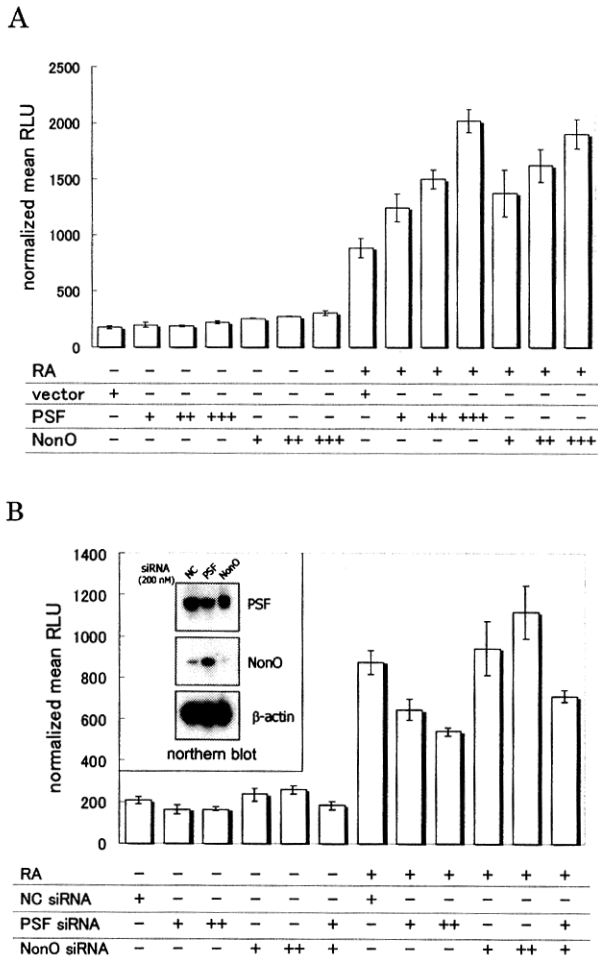 A
2500
2000
1500
1000
500
0
normalized mean RLU
RA − − − − − − − + + + + + + +
vector + − − − − − − + − − − − − −
PSF − + ++ +++ − − − − + ++ +++ − − −
NonO − − − − + ++ +++ − − − − + ++ +++
B
1400
1200
1000
800
600
400
200
0
normalized mean RLU
siRNA
(200 nM)
NC PSF NonO
PSF
NonO
β-actin
northern blot
RA − − − − − − + + + + + +
NC siRNA + − − − − − + − − − − −
PSF siRNA − + ++ − − + − + ++ − − +
NonO siRNA − − − + ++ + − − − + ++ +